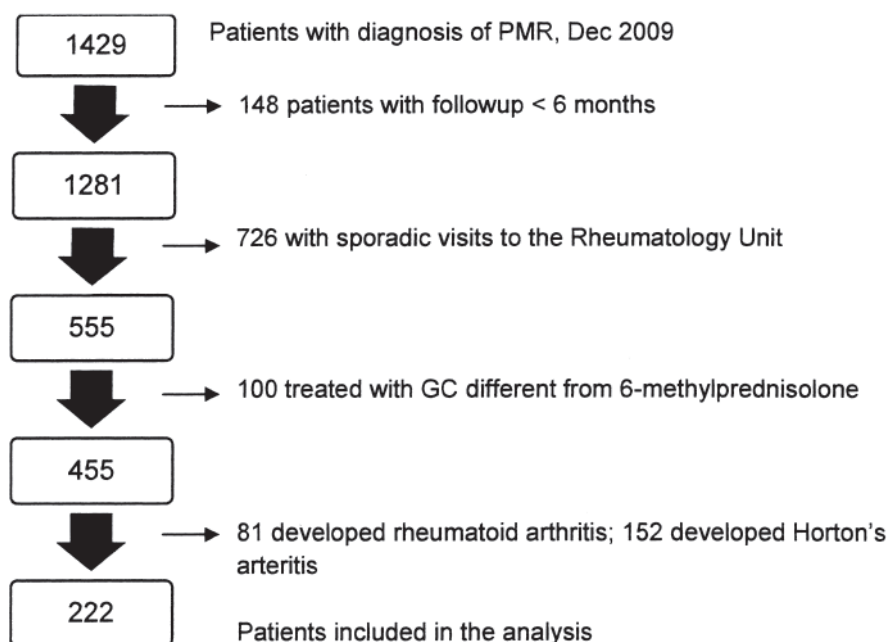 1429
Patients with diagnosis of PMR, Dec 2009
148 patients with followup < 6 months
1281
726 with sporadic visits to the Rheumatology Unit
555
100 treated with GC different from 6-methylprednisolone
455
81 developed rheumatoid arthritis; 152 developed Horton's
arteritis
222
Patients included in the analysis